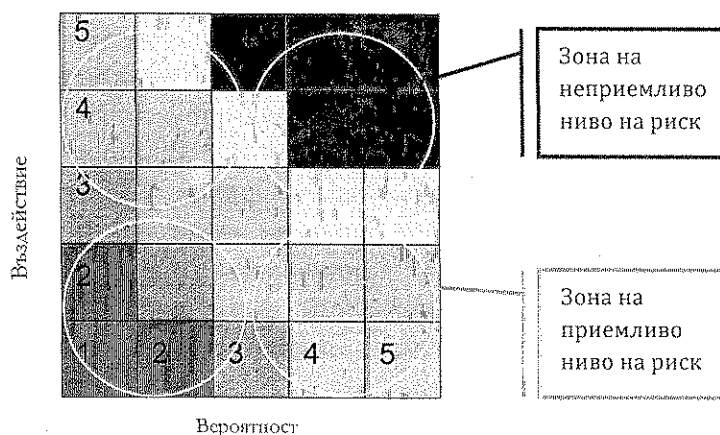 5
4
3
2
1 2 3 4 5
Въздействие
Вероятност
Зона на
неприемливо
ниво на риск
Зона на
приемливо
ниво на риск